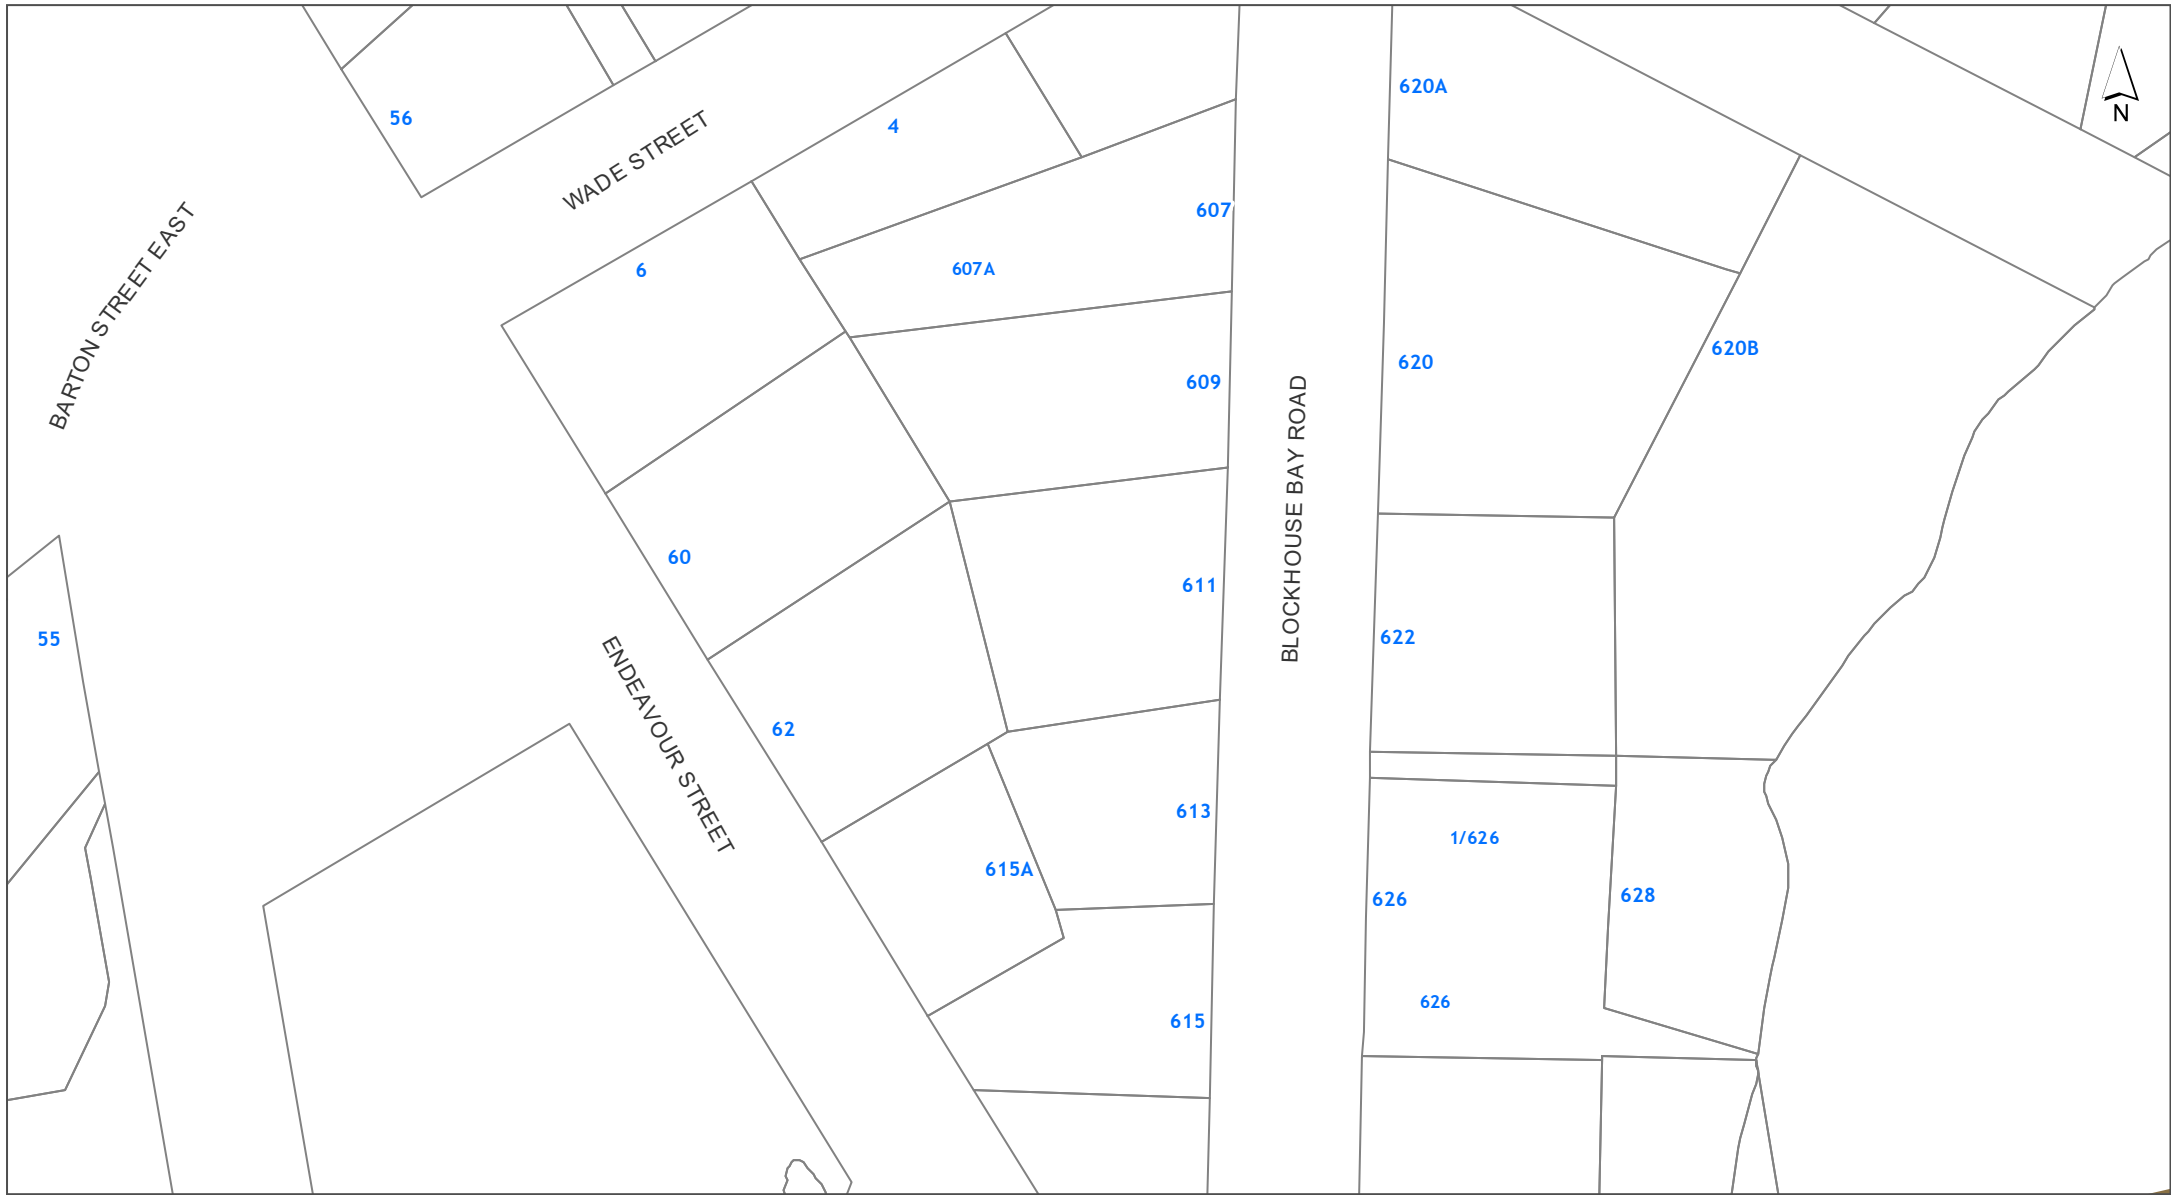 620A
56
N
4
WADE STREET
607
BARTON STREET EAST
6
607A
620B
620
609
BLOCKHOUSE BAY ROAD
60
611
622
55
62
ENDEAVOUR STREET
613
1/626
615A
628
626
626
615